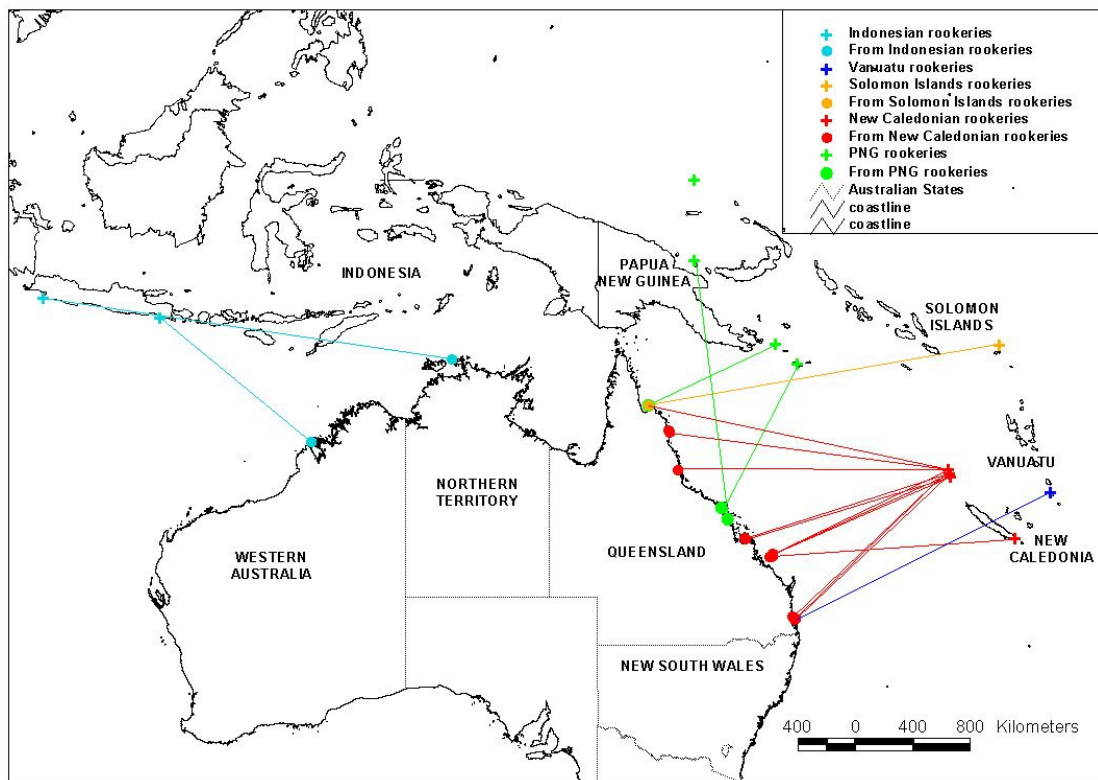 Indonesian rookeries
From Indonesian rookeries
Vanuatu rookeries
Solomon Islands rookeries
From Solomon Islands rookeries
New Caledonian rookeries
From New Caledonian rookeries
PNG rookeries
From PNG rookeries
Australian States
coastline
coastline
INDONESIA
PAPUA
NEW GUINEA
SOLOMON
ISLANDS
VANUATU
NEW
CALEDONIA
NORTHERN
TERRITORY
QUEENSLAND
WESTERN
AUSTRALIA
NEW SOUTH WALES
400 0 400 800 Kilometers